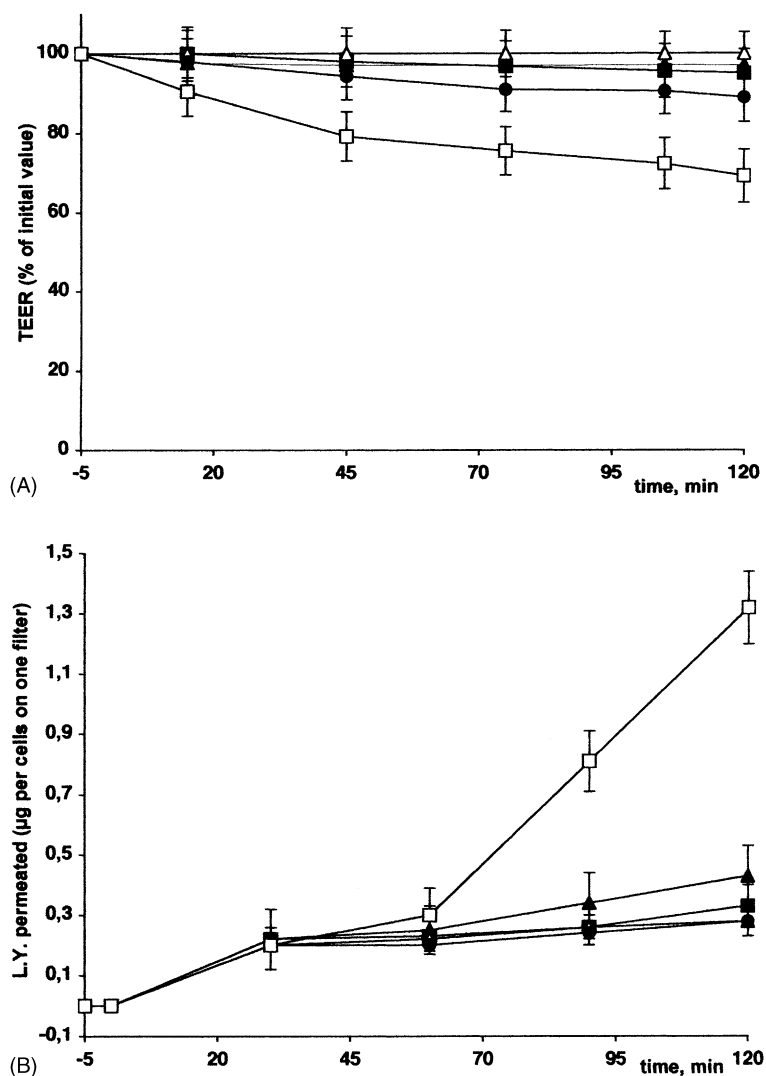 100
80
60
40
20
0
TEER (% of initial value)
-5 20 45 70 95 120
time, min
(A)
1,5
1,3
1,1
0,9
0,7
0,5
0,3
0,1
-0,1
L.Y. permeated (µg per cells on one filter)
-5 20 45 70 95 120
time, min
(B)